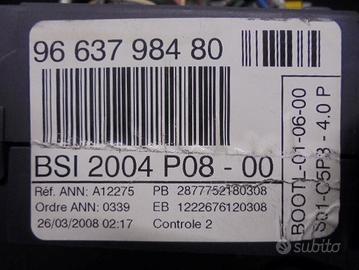 96 637 984 80
BSI 2004 P08 - 00
Réf. ANN: A12275 PB 2877752180308
Ordre ANN: 0339 EB 1222676120308
26/03/2008 02:17 Controle 2
BOOTL-01-06-00
subito